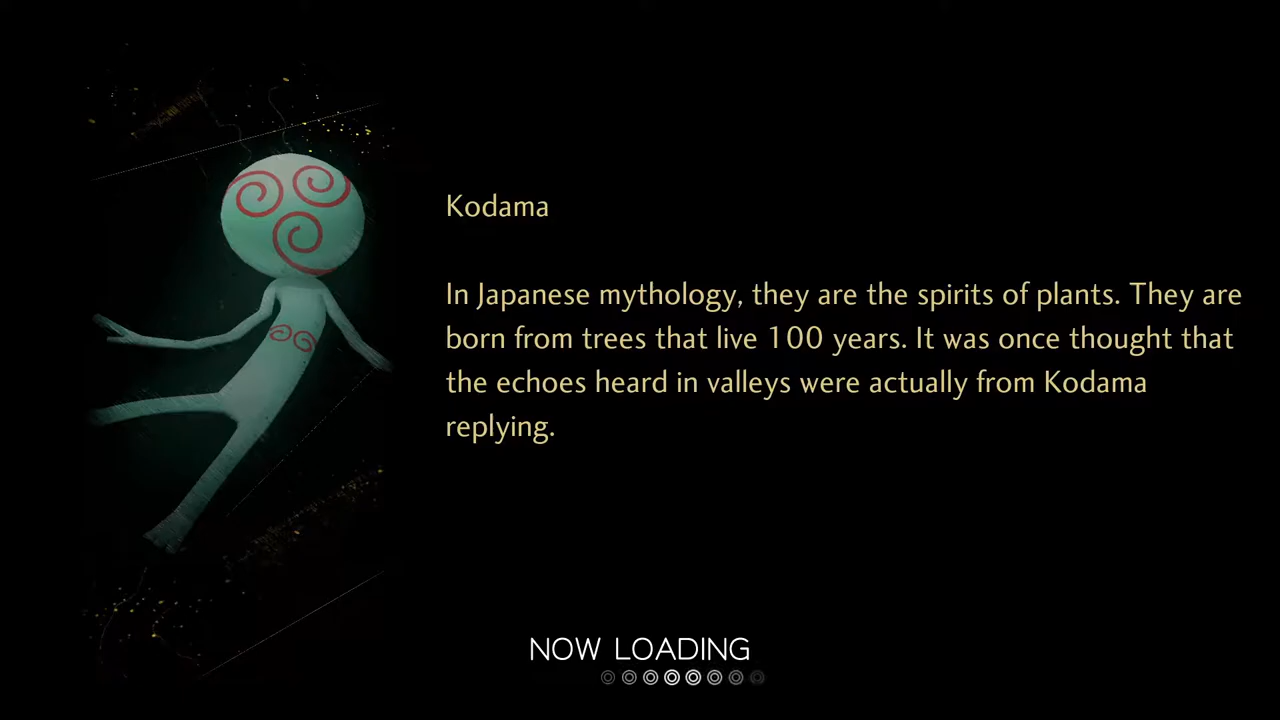 Kodama
In Japanese mythology, they are the spirits of plants. They are
born from trees that live 100 years. It was once thought that
the echoes heard in valleys were actually from Kodama
replying.
NOW LOADING